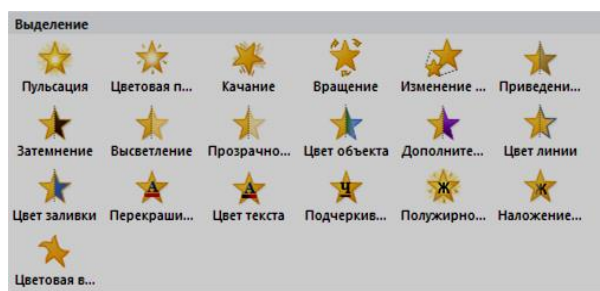 Выделение
Пульсация Цветовая п... Качание Вращение Изменение ... Приведени...
Затемнение Высветление Прозрачно... Цвет объекта Дополните... Цвет линии
А А Ч Ж Ж
Цвет заливки Перекраши... Цвет текста Подчеркив... Полужирно... Наложение...
Цветовая в...